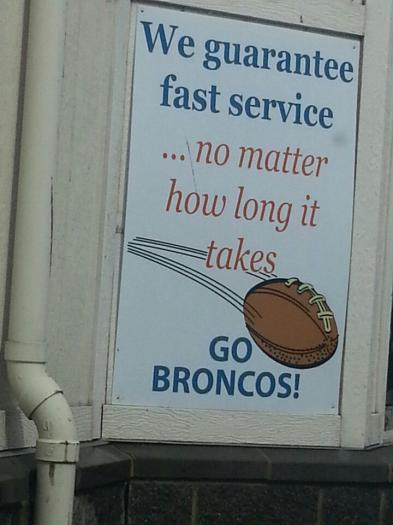 We guarantee
fast service
... no matter
how long it
takes
GO
BRONCOS!